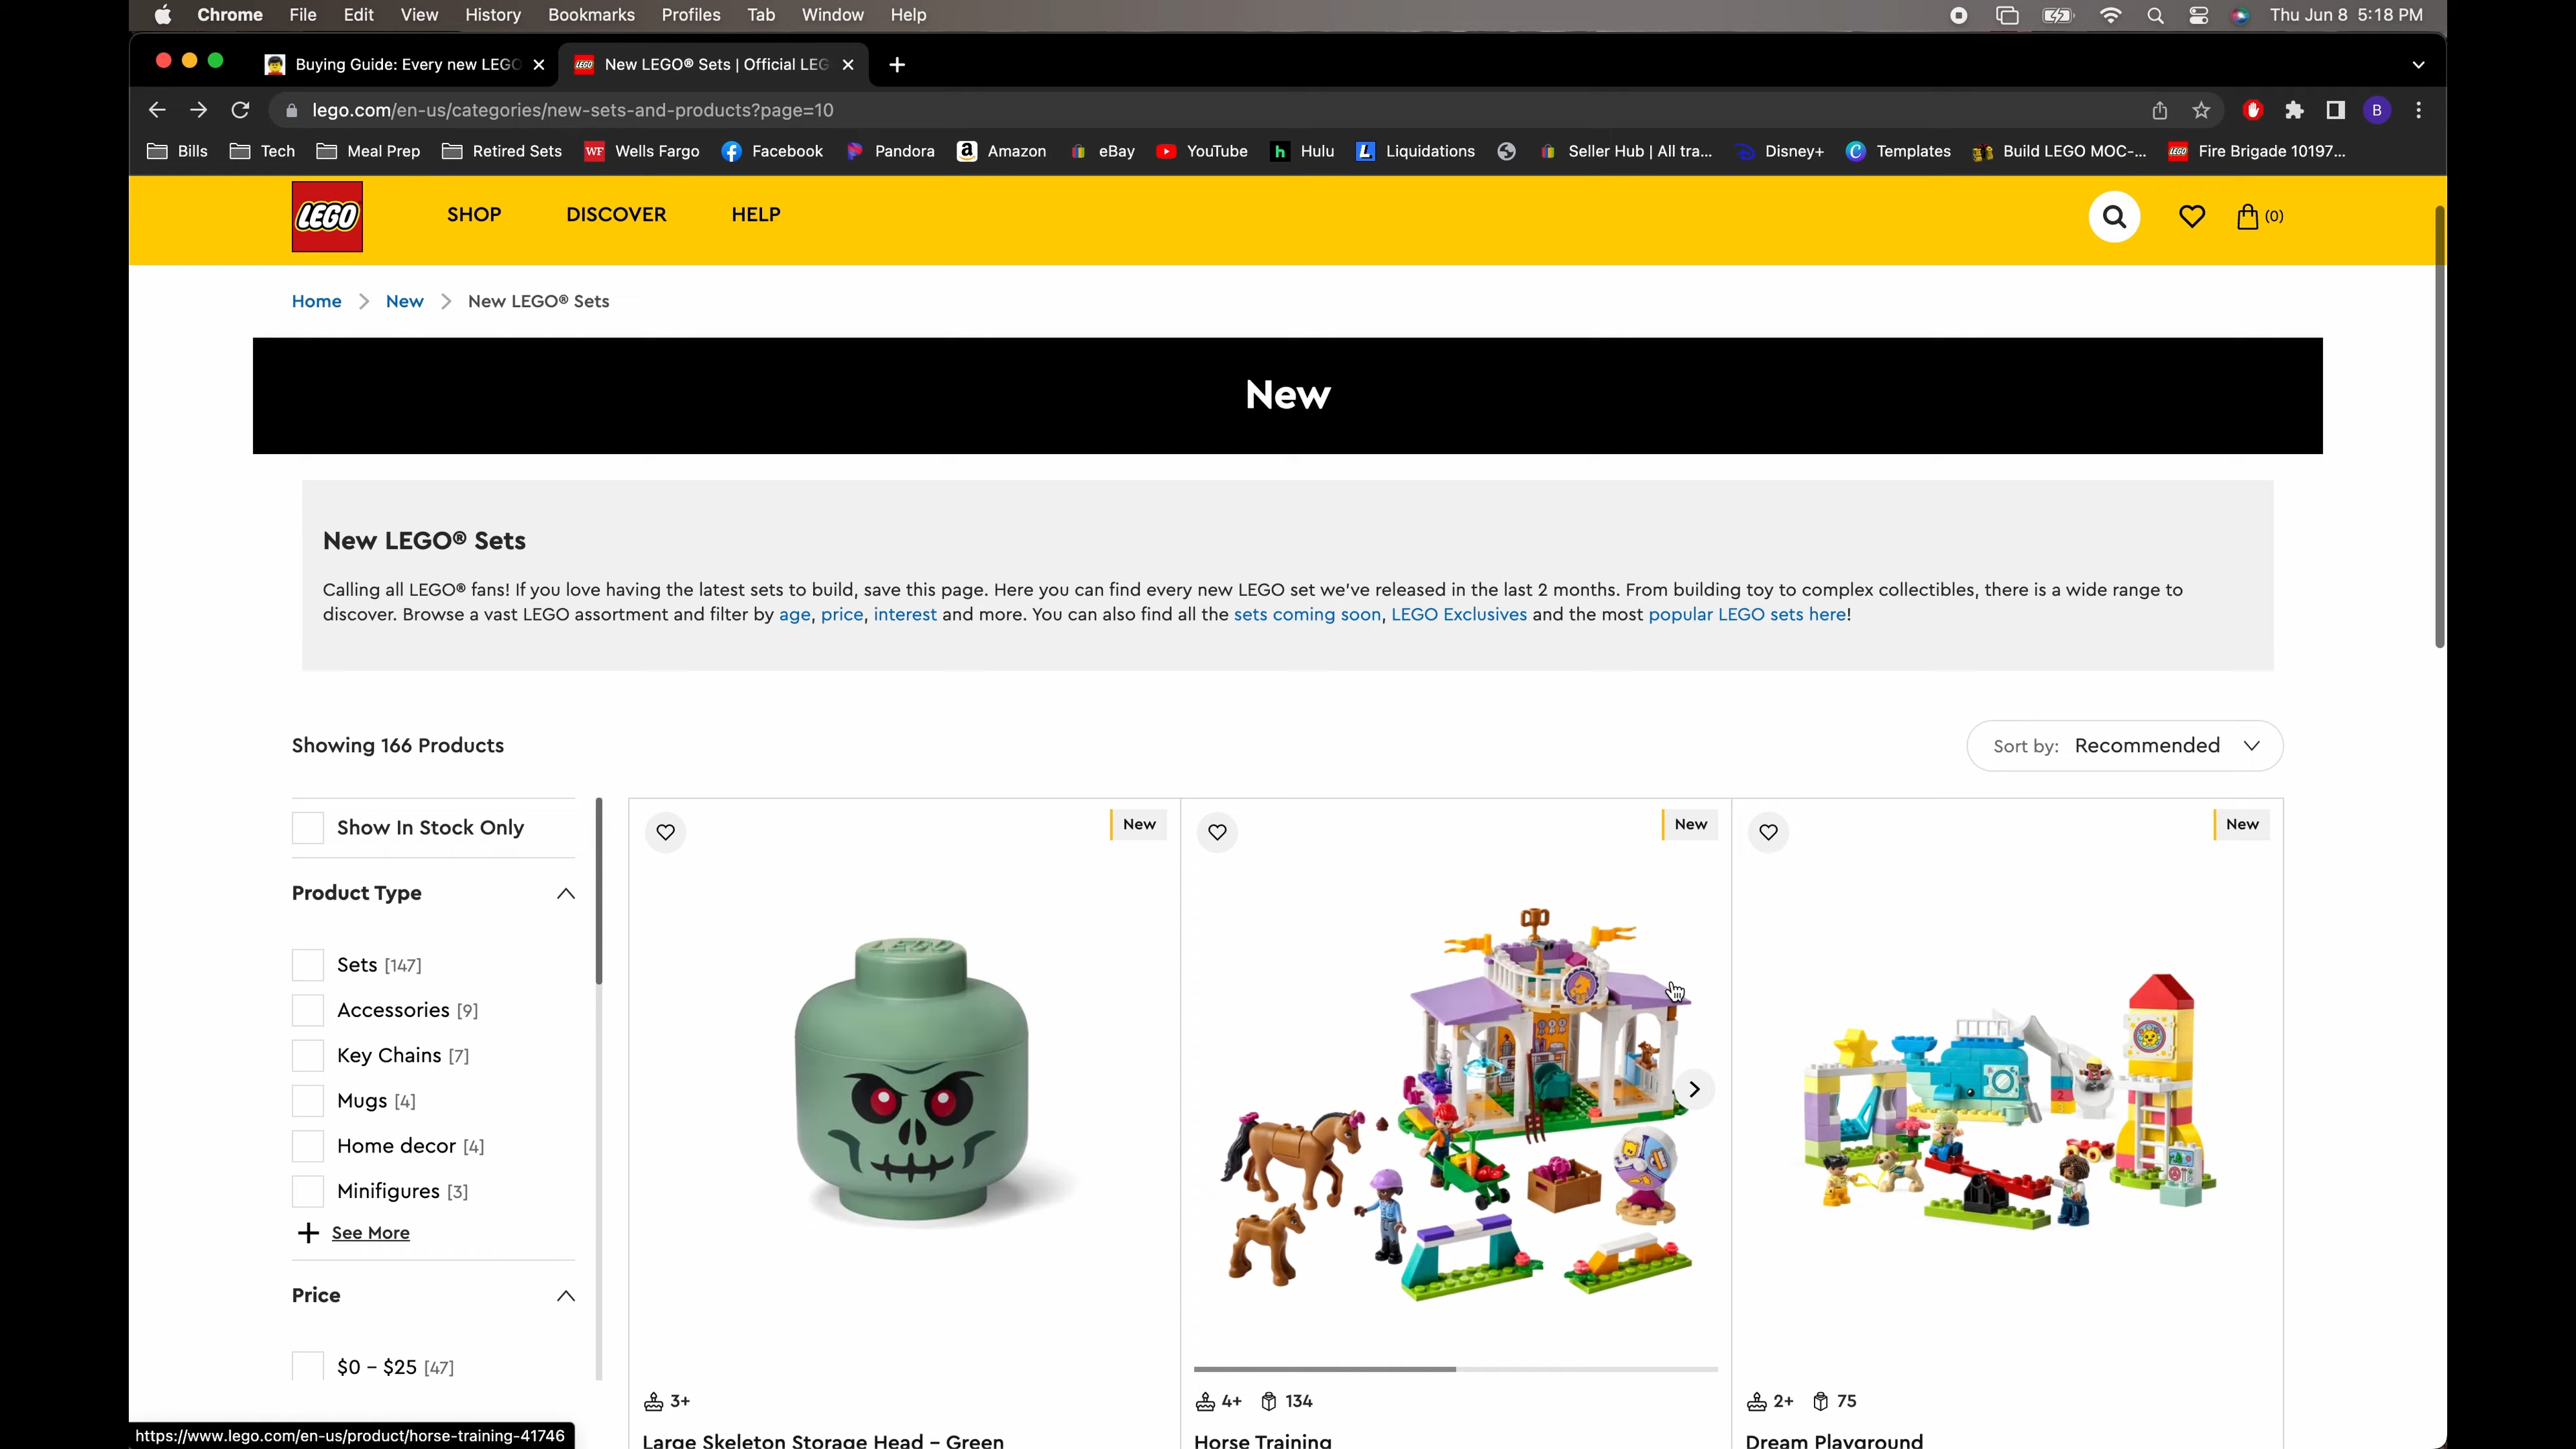 Chrome File Edit View History Bookmarks Profiles Tab Window Help Thu Jun 8 5:18 PM
Buying Guide: Every new LEGO New LEGO® Sets | Official LEG
lego.com/en-us/categories/new-sets-and-products?page=10 B
Bills Tech Meal Prep Retired Sets WF Wells Fargo Facebook Pandora Amazon eBay YouTube h Hulu L Liquidations Seller Hub | All tra... Disney+ C Templates Build LEGO MOC-... LEGO Fire Brigade 10197...
LEGO SHOP DISCOVER HELP (0)
Home New New LEGO® Sets
New
New LEGO® Sets
Calling all LEGO® fans! If you love having the latest sets to build, save this page. Here you can find every new LEGO set we've released in the last 2 months. From building toy to complex collectibles, there is a wide range to
discover. Browse a vast LEGO assortment and filter by age, price, interest and more. You can also find all the sets coming soon, LEGO Exclusives and the most popular LEGO sets here!
Showing 166 Products Sort by: Recommended
Show In Stock Only
Product Type
Sets [147]
Accessories [9]
Key Chains [7]
Mugs [4]
Home decor [4]
Minifigures [3]
See More
Price
$0 – $25 [47]
New
LEGO
3+
Large Skeleton Storage Head – Green
New
4+ 134
Horse Training
New
2
2+ 75
Dream Playground
https://www.lego.com/en-us/product/horse-training-41746